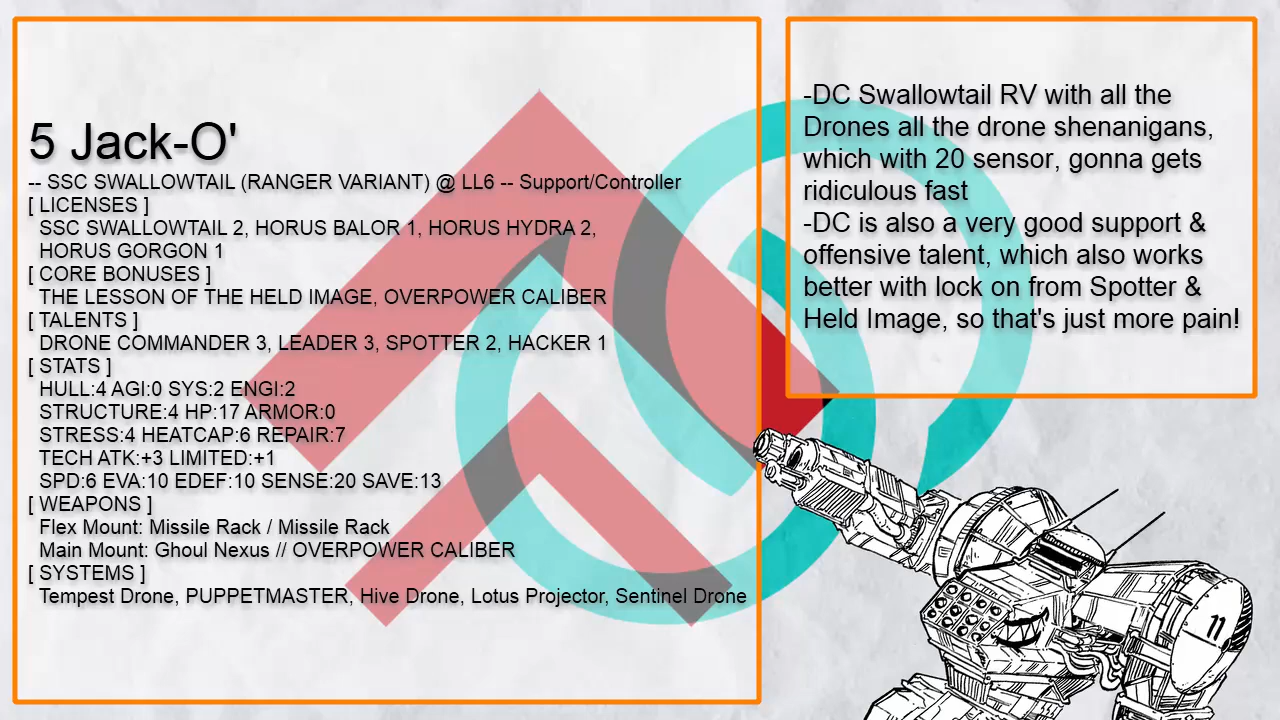 5 Jack-O'
-- SSC SWALLOWTAIL (RANGER VARIANT) @ LL6 -- Support/Controller
[ LICENSES ]
SSC SWALLOWTAIL 2, HORUS BALOR 1, HORUS HYDRA 2,
HORUS GORGON 1
[ CORE BONUSES ]
THE LESSON OF THE HELD IMAGE, OVERPOWER CALIBER
[ TALENTS ]
DRONE COMMANDER 3, LEADER 3, SPOTTER 2, HACKER 1
[ STATS ]
HULL:4 AGI:0 SYS:2 ENGI:2
STRUCTURE:4 HP:17 ARMOR:0
STRESS:4 HEATCAP:6 REPAIR:7
TECH ATK:+3 LIMITED:+1
SPD:6 EVA:10 EDEF:10 SENSE:20 SAVE:13
[ WEAPONS ]
Flex Mount: Missile Rack / Missile Rack
Main Mount: Ghoul Nexus // OVERPOWER CALIBER
[ SYSTEMS ]
Tempest Drone, PUPPETMASTER, Hive Drone, Lotus Projector, Sentinel Drone
-DC Swallowtail RV with all the
Drones all the drone shenanigans,
which with 20 sensor, gonna gets
ridiculous fast
-DC is also a very good support &
offensive talent, which also works
better with lock on from Spotter &
Held Image, so that's just more pain!
11